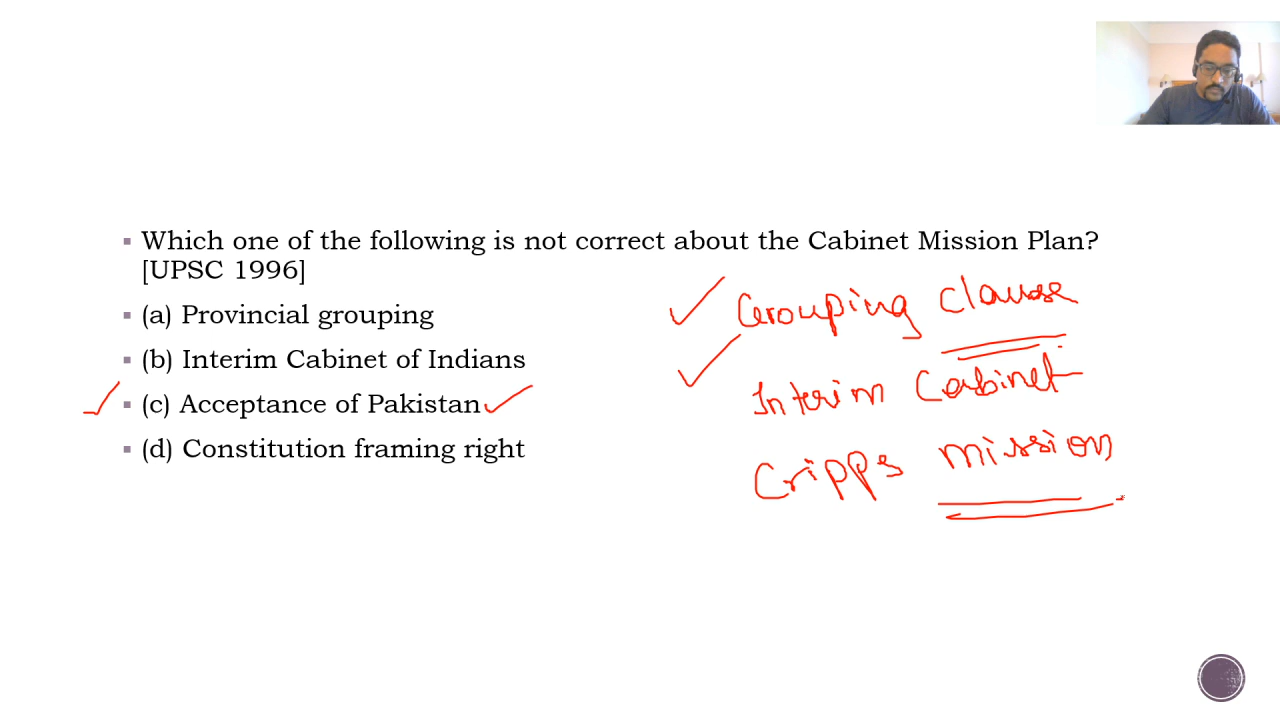 Which one of the following is not correct about the Cabinet Mission Plan?
[UPSC 1996]
(a) Provincial grouping
(b) Interim Cabinet of Indians
(c) Acceptance of Pakistan
(d) Constitution framing right
Grouping clause
Interim Cabinet
Cripps mission